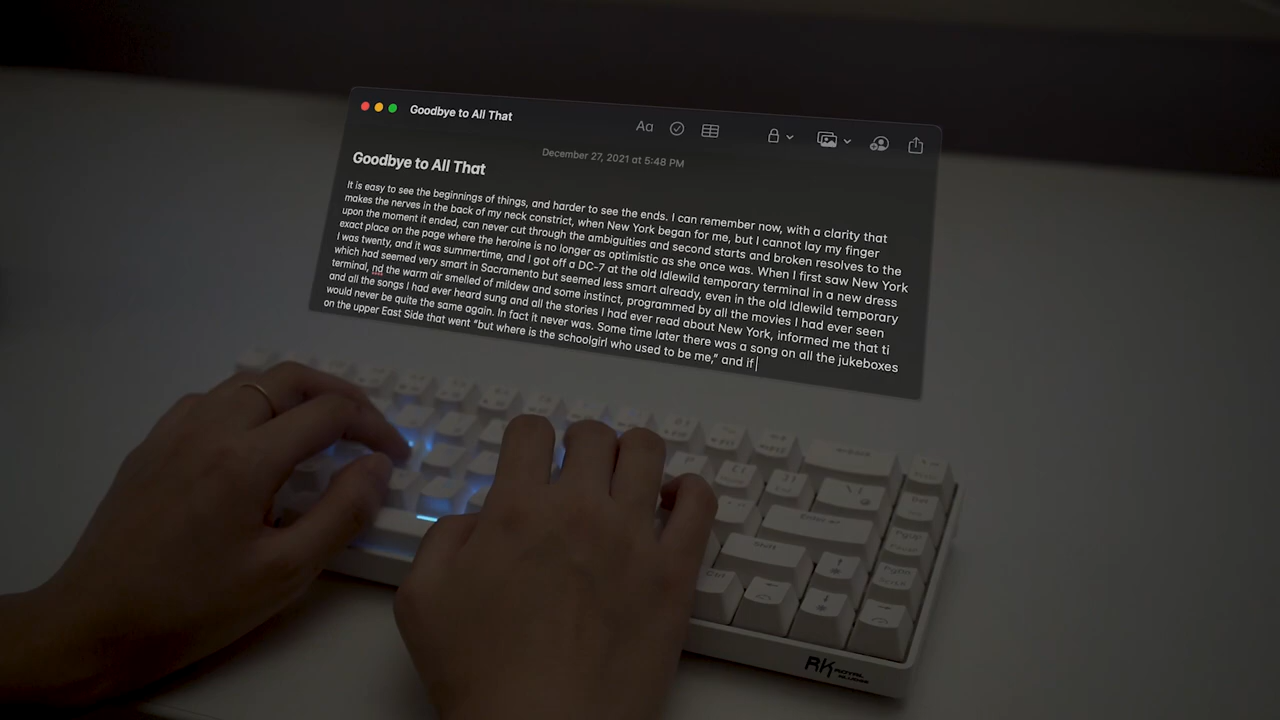 Goodbye to All That
Aa
December 27, 2021 at 5:48 PM
Goodbye to All That
It is easy to see the beginnings of things, and harder to see the ends. I can remember now, with a clarity that
makes the nerves in the back of my neck constrict, when New York began for me, but I cannot lay my finger
upon the moment it ended, can never cut through the ambiguities and second starts and broken resolves to the
exact place on the page where the heroine is no longer as optimistic as she once was. When I first saw New York
I was twenty, and it was summertime, and I got off a DC-7 at the old Idlewild temporary terminal in a new dress
which had seemed very smart in Sacramento but seemed less smart already, even in the old Idlewild temporary
terminal, nd the warm air smelled of mildew and some instinct, programmed by all the movies I had ever seen
and all the songs I had ever heard sung and all the stories I had ever read about New York, informed me that ti
would never be quite the same again. In fact it never was. Some time later there was a song on all the jukeboxes
on the upper East Side that went “but where is the schoolgirl who used to be me,” and if
Shift
Ctrl
RK ROYAL KLUDGE